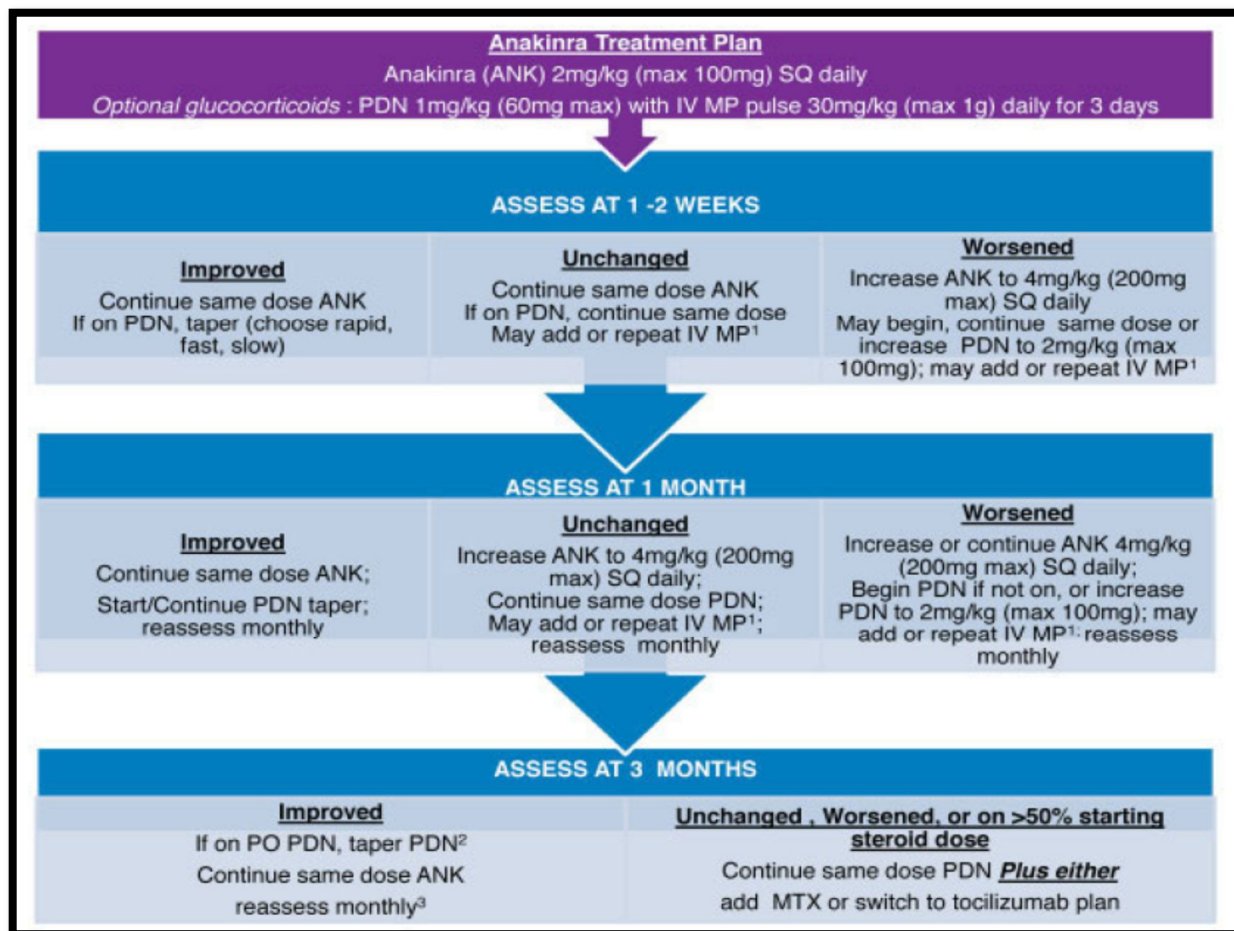 Anakinra Treatment Plan
Anakinra (ANK) 2mg/kg (max 100mg) SQ daily
Optional glucocorticoids : PDN 1mg/kg (60mg max) with IV MP pulse 30mg/kg (max 1g) daily for 3 days
ASSESS AT 1 -2 WEEKS
Improved
Continue same dose ANK
If on PDN, taper (choose rapid,
fast, slow)
Unchanged
Continue same dose ANK
If on PDN, continue same dose
May add or repeat IV MP¹
Worsened
Increase ANK to 4mg/kg (200mg
max) SQ daily
May begin, continue same dose or
increase PDN to 2mg/kg (max
100mg); may add or repeat IV MP¹
ASSESS AT 1 MONTH
Improved
Continue same dose ANK;
Start/Continue PDN taper;
reassess monthly
Unchanged
Increase ANK to 4mg/kg (200mg
max) SQ daily;
Continue same dose PDN;
May add or repeat IV MP¹;
reassess monthly
Worsened
Increase or continue ANK 4mg/kg
(200mg max) SQ daily;
Begin PDN if not on, or increase
PDN to 2mg/kg (max 100mg); may
add or repeat IV MP¹; reassess
monthly
ASSESS AT 3 MONTHS
Improved
If on PO PDN, taper PDN²
Continue same dose ANK
reassess monthly³
Unchanged , Worsened, or on >50% starting
steroid dose
Continue same dose PDN Plus either
add MTX or switch to tocilizumab plan